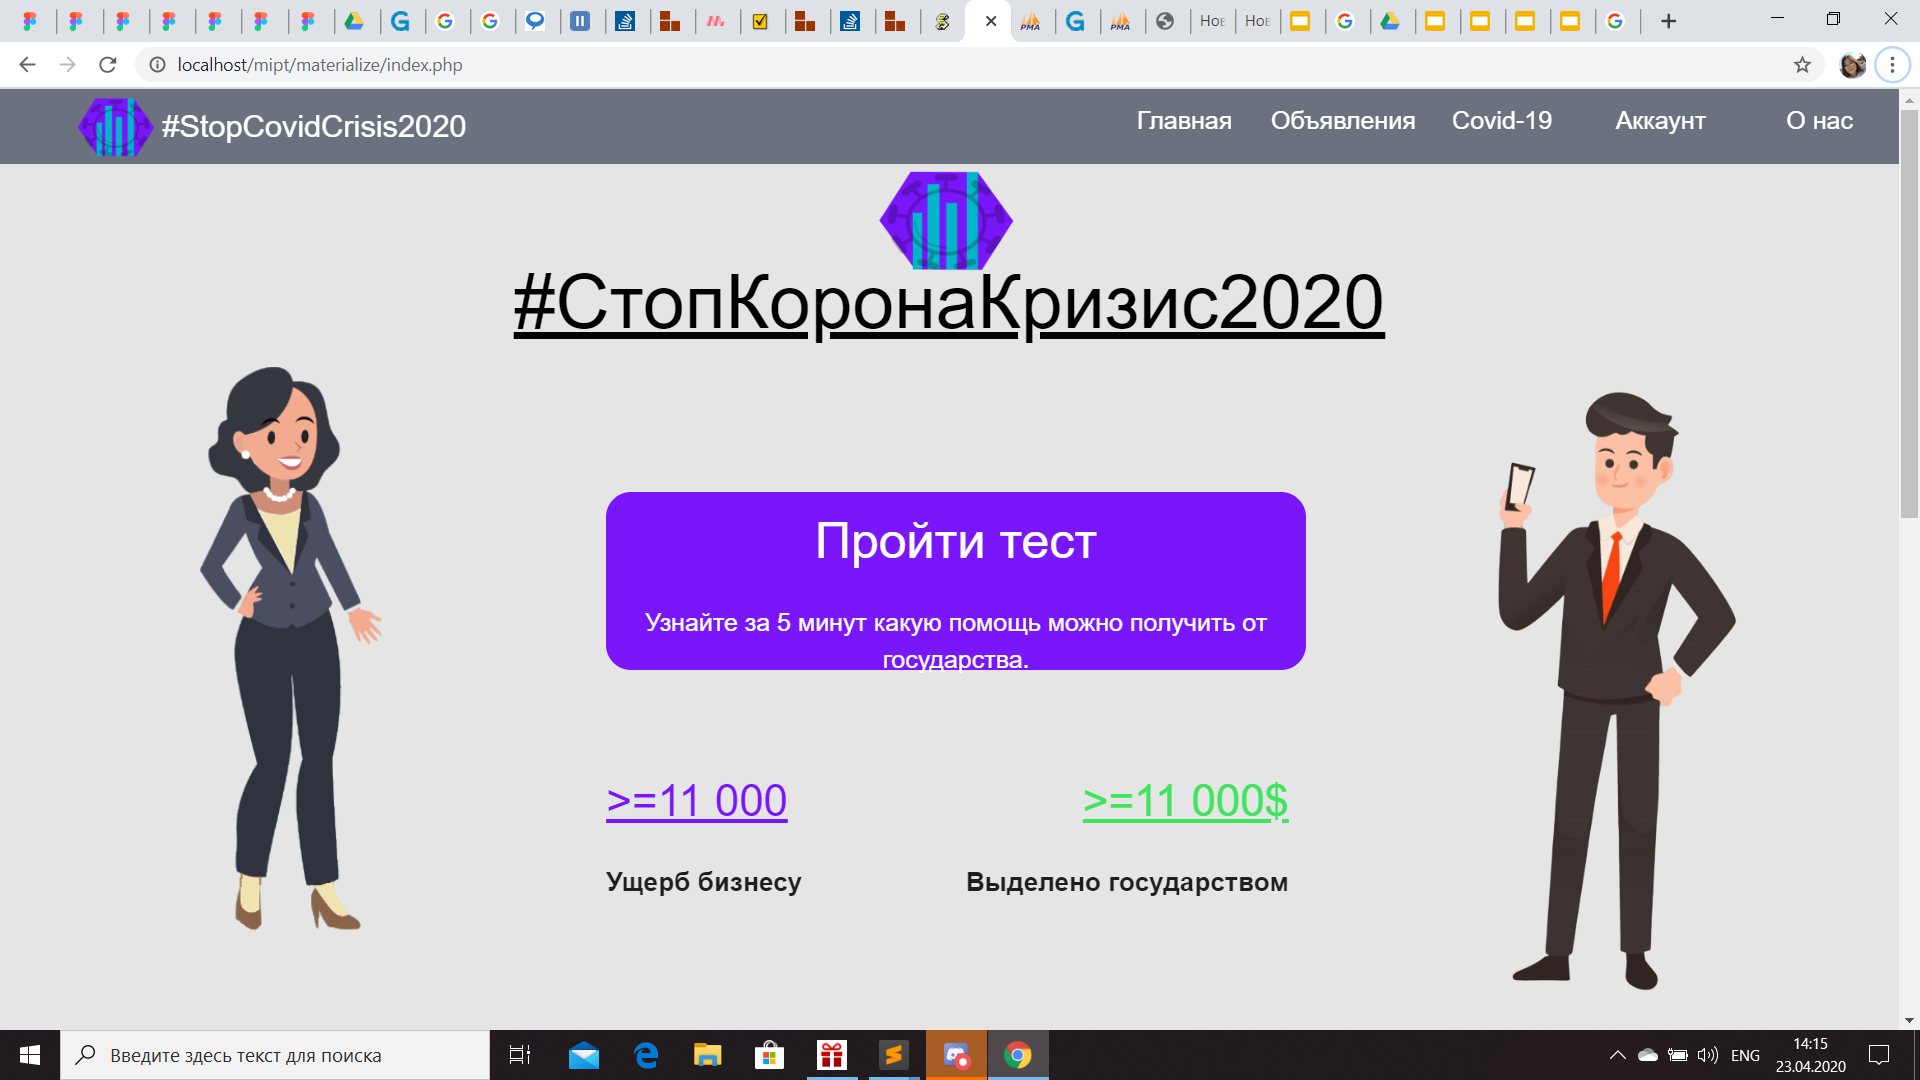 PMA
PMA
Нов
Нов
localhost/mipt/materialize/index.php
#StopCovidCrisis2020
Главная
Объявления
Covid-19
Аккаунт
О нас
#СтопКоронаКризис2020
Пройти тест
Узнайте за 5 минут какую помощь можно получить от
государства.
>=11 000
>=11 000$
Ущерб бизнесу
Выделено государством
Введите здесь текст для поиска
ENG
14:15
23.04.2020